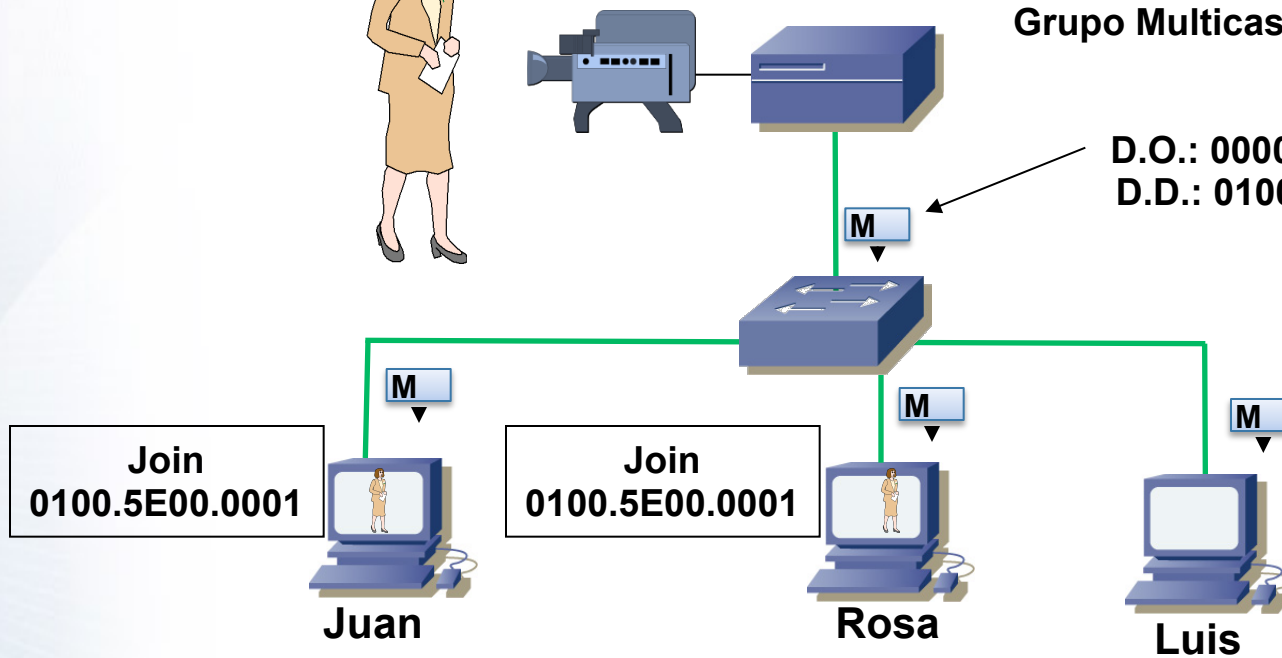 Grupo Multicas
D.O.: 0000
D.D.: 0100
M
M
M
M
Join
0100.5E00.0001
Join
0100.5E00.0001
Juan
Rosa
Luis